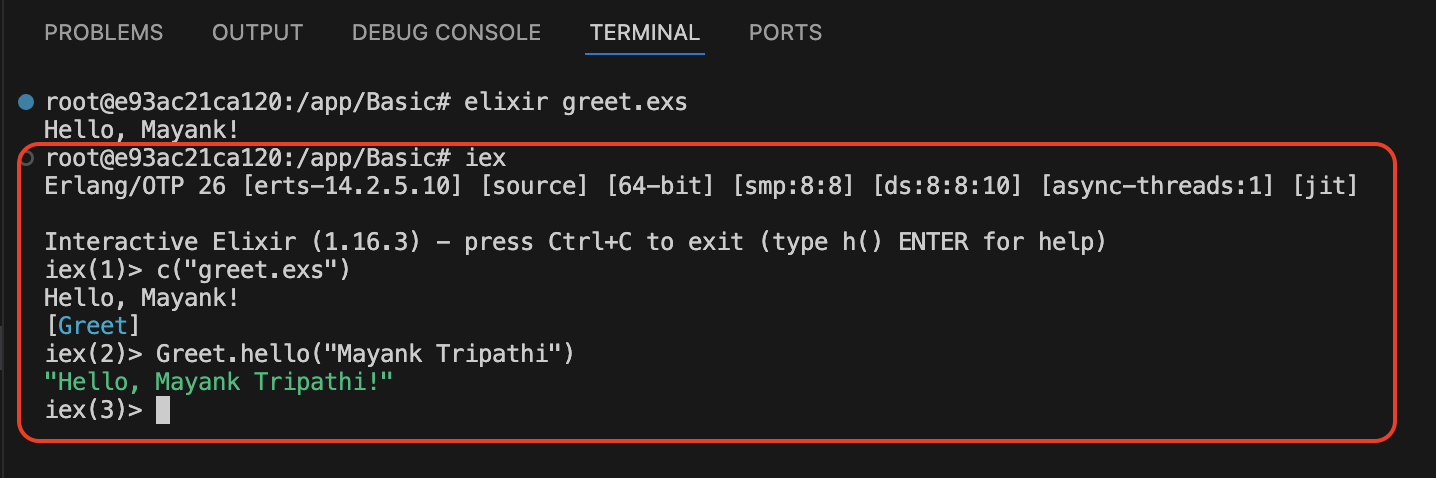 PROBLEMS OUTPUT DEBUG CONSOLE TERMINAL PORTS
root@e93ac21ca120:/app/Basic# elixir greet.exs
Hello, Mayank!
root@e93ac21ca120:/app/Basic# iex
Erlang/OTP 26 [erts-14.2.5.10] [source] [64-bit] [smp:8:8] [ds:8:8:10] [async-threads:1] [jit]
Interactive Elixir (1.16.3) - press Ctrl+C to exit (type h() ENTER for help)
iex(1)> c("greet.exs")
Hello, Mayank!
[Greet]
iex(2)> Greet.hello("Mayank Tripathi")
"Hello, Mayank Tripathi!"
iex(3)>